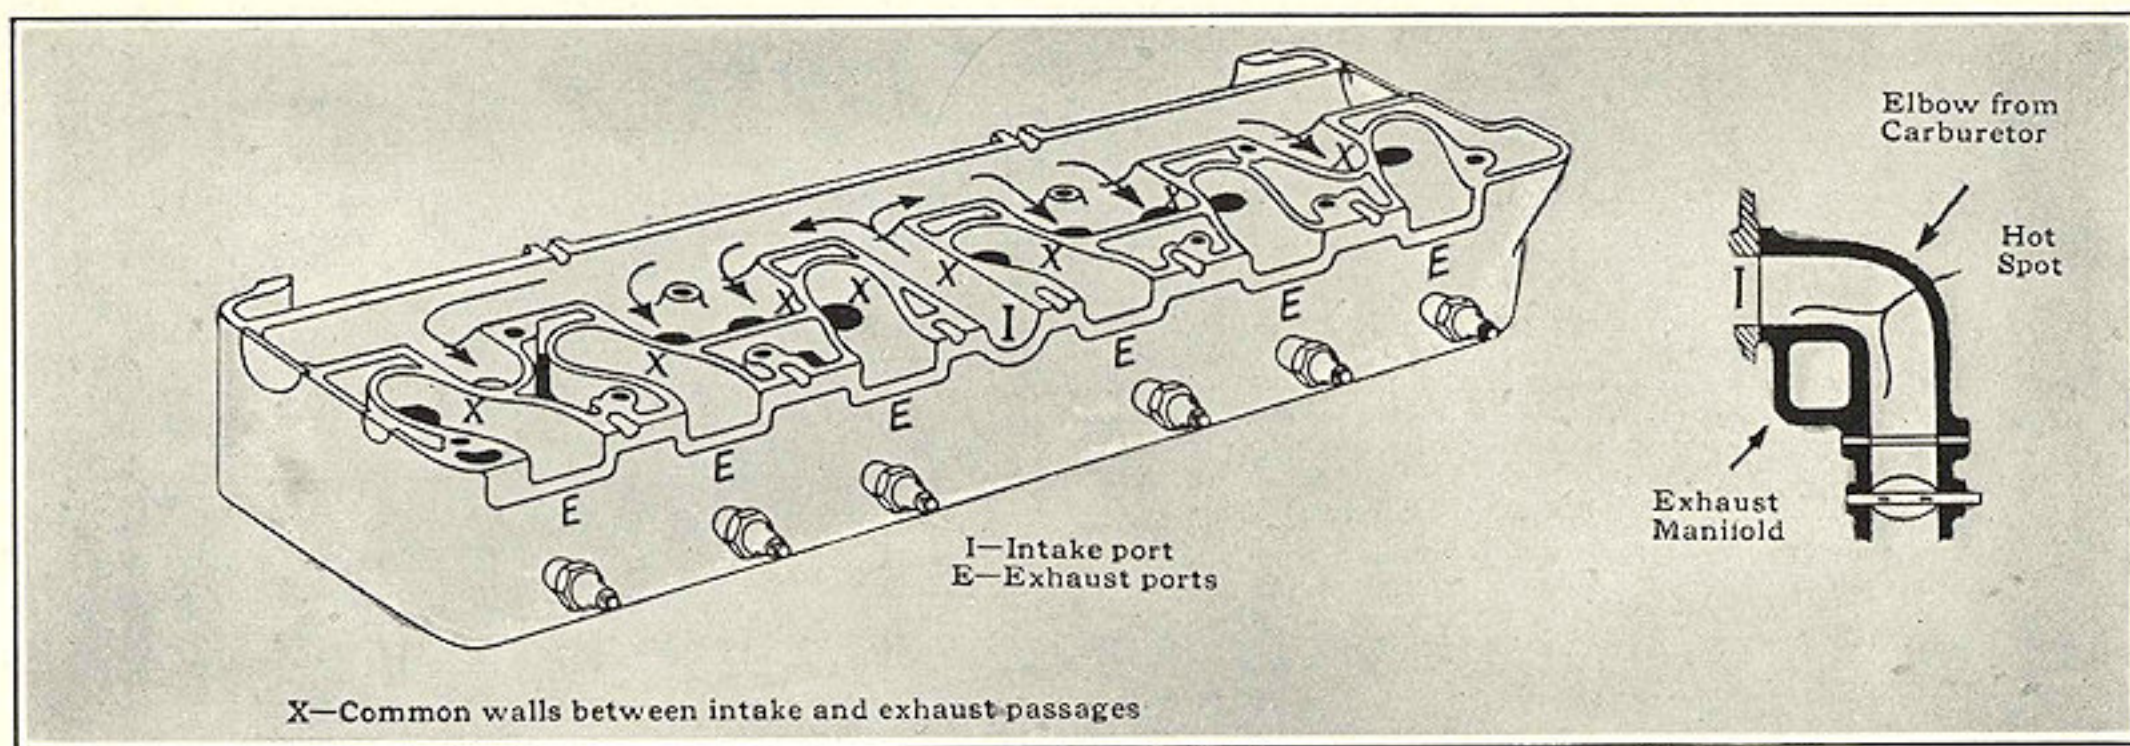 Elbow from
Carburetor
Hot
Spot
X
X
X
X
X
X
X
X
X
I
I
E
E
E
E
E
E
Exhaust
Manifold
I—Intake port
E—Exhaust ports
X—Common walls between intake and exhaust passages